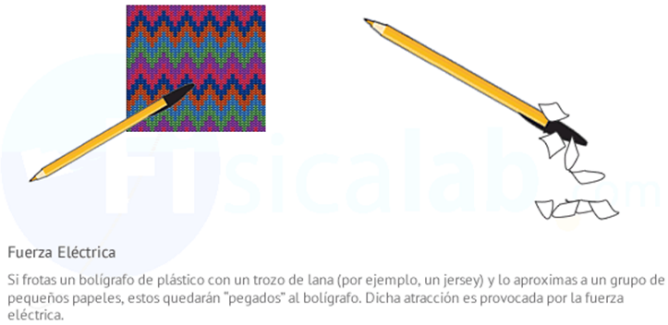 Fisicalab.com
Fuerza Eléctrica
Si frotas un bolígrafo de plástico con un trozo de lana (por ejemplo, un jersey) y lo aproximas a un grupo de
pequeños papeles, estos quedarán "pegados" al bolígrafo. Dicha atracción es provocada por la fuerza
eléctrica.